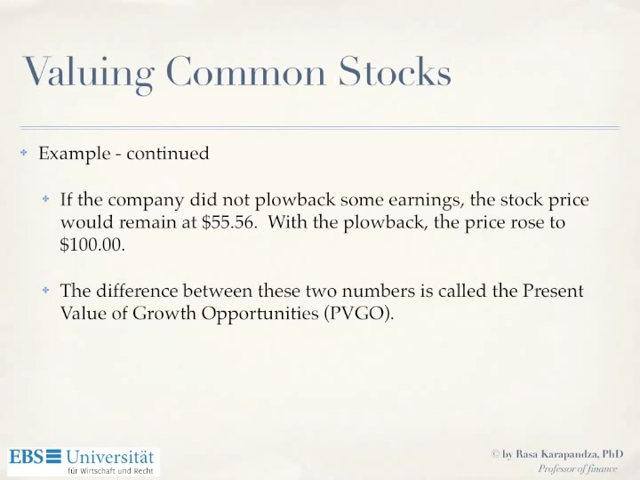 Valuing Common Stocks
Example - continued
If the company did not plowback some earnings, the stock price
would remain at $55.56. With the plowback, the price rose to
$100.00.
The difference between these two numbers is called the Present
Value of Growth Opportunities (PVGO).
EBS Universität
für Wirtschaft und Recht
© by Rasa Karapandza, PhD
Professor of finance